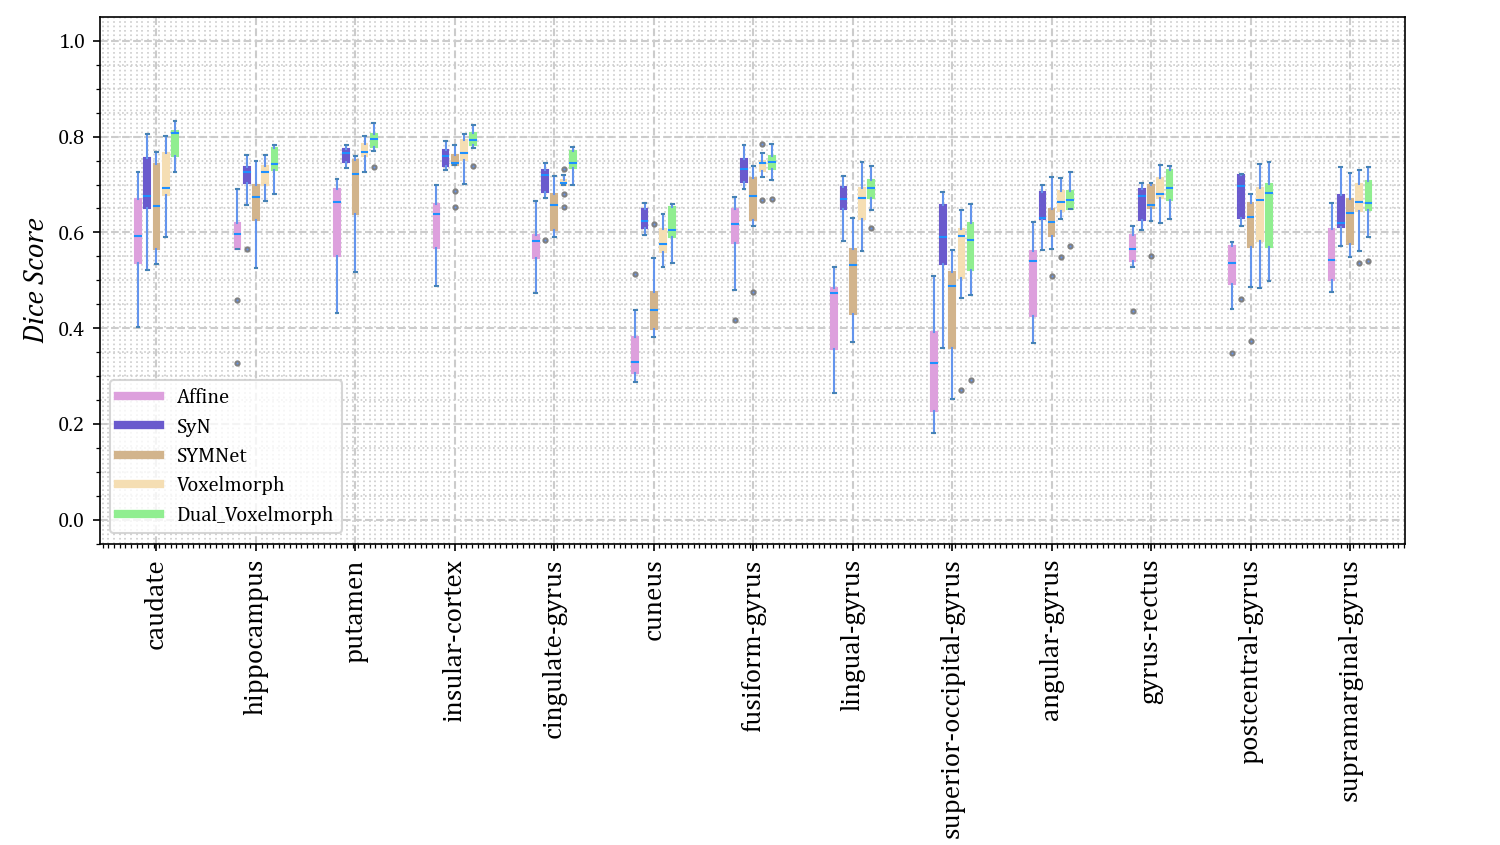 Dice Score
1.0
0.8
0.6
0.4
0.2
0.0
Affine
SyN
SYMNet
Voxelmorph
Dual_Voxelmorph
caudate
hippocampus
putamen
insular-cortex
cingulate-gyrus
cuneus
fusiform-gyrus
lingual-gyrus
superior-occipital-gyrus
angular-gyrus
gyrus-rectus
postcentral-gyrus
supramarginal-gyrus